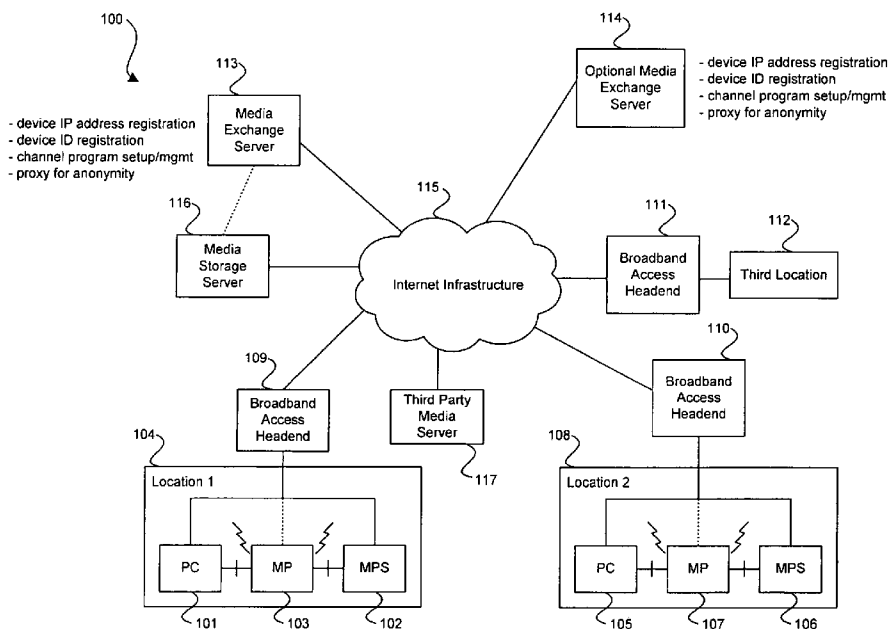 100
113
Media
Exchange
Server
- device IP address registration
- device ID registration
- channel program setup/mgmt
- proxy for anonymity
114
Optional Media
Exchange
Server
- device IP address registration
- device ID registration
- channel program setup/mgmt
- proxy for anonymity
116
Media
Storage
Server
115
Internet Infrastructure
111
Broadband
Access
Headend
112
Third Location
109
Broadband
Access
Headend
Third Party
Media
Server
117
110
Broadband
Access
Headend
104
Location 1
PC
MP
MPS
101
103
102
108
Location 2
PC
MP
MPS
105
107
106